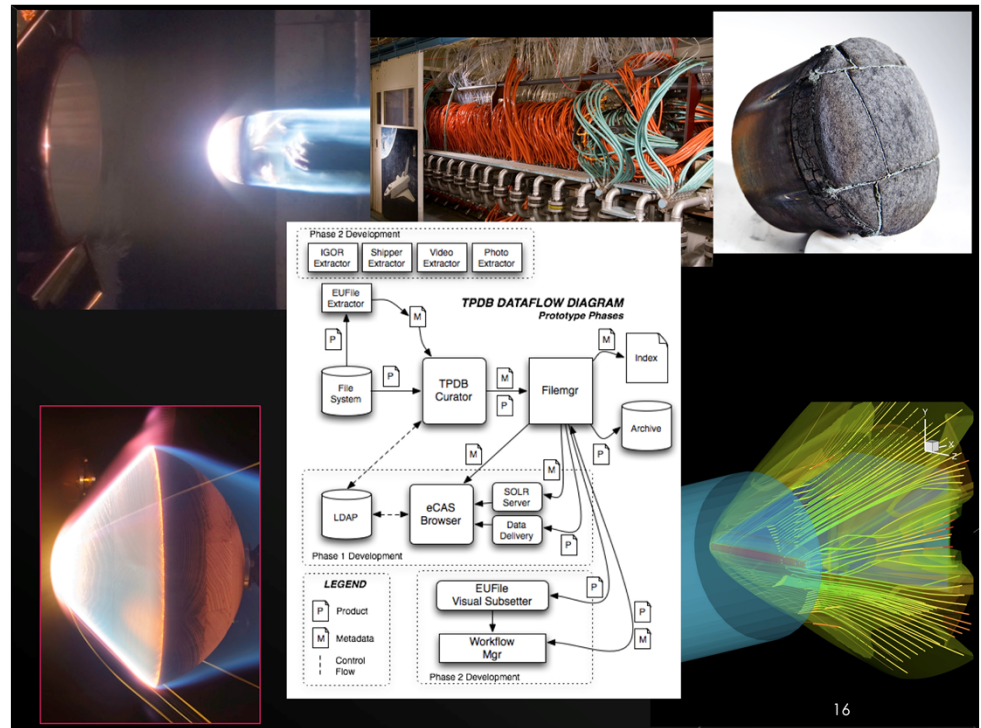 Phase 2 Development
IGOR
Extractor
Shipper
Extractor
Video
Extractor
Photo
Extractor
EUFile
Extractor
TPDB DATAFLOW DIAGRAM
Prototype Phases
M
P
M
Index
File
System
P
TPDB
Curator
M
P
Filemgr
Archive
P
M
M
LDAP
eCAS
Browser
SOLR
Server
Data
Delivery
P
Phase 1 Development
LEGEND
P Product
M Metadata
Control
Flow
EUFile
Visual Subsetter
P
P
M
Workflow
Mgr
Phase 2 Development
Y
X
Z
16